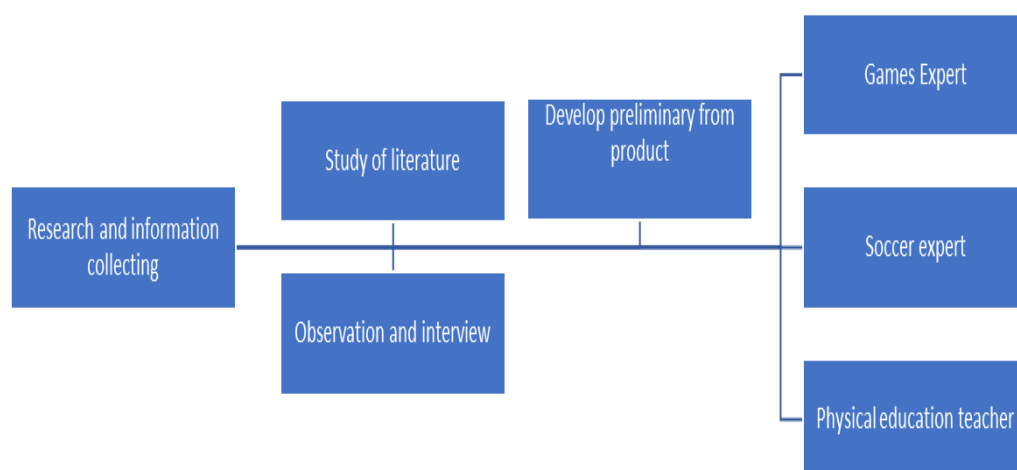 Research and information
collecting
Study of literature
Observation and interview
Develop preliminary from
product
Games Expert
Soccer expert
Physical education teacher